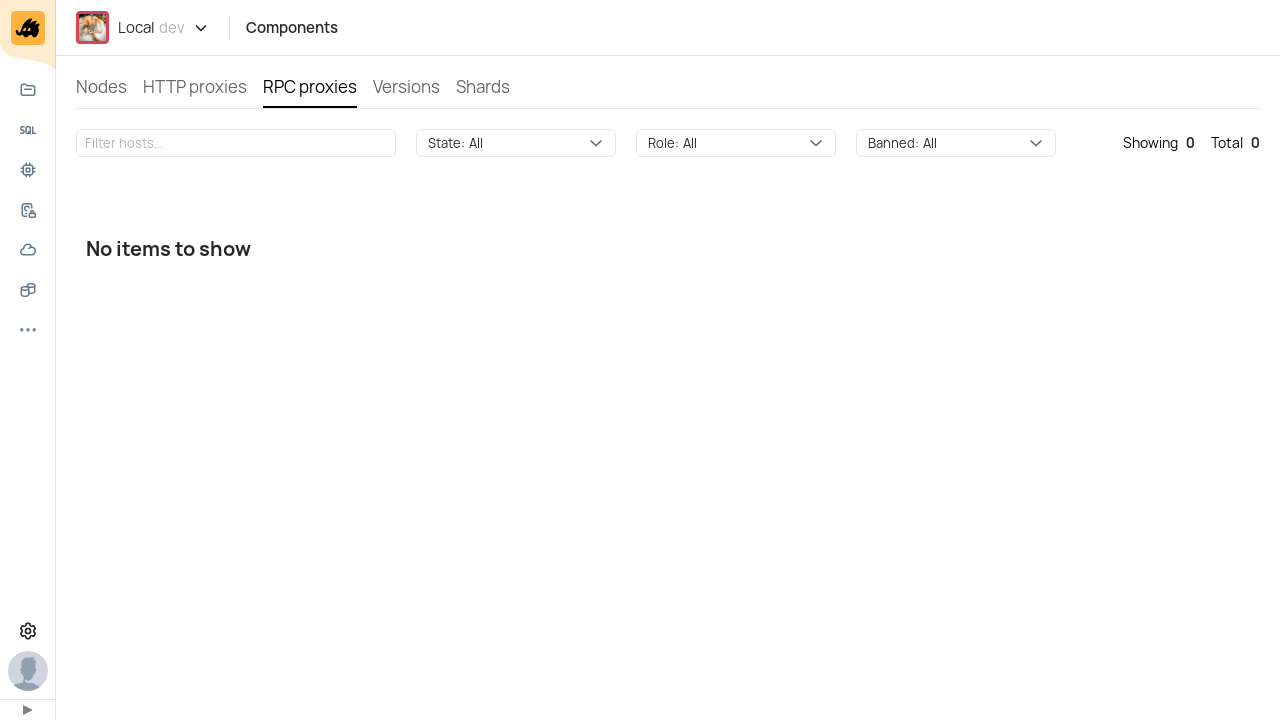 Local dev
Components
Nodes HTTP proxies RPC proxies Versions Shards
Filter hosts...
State: All
Role: All
Banned: All
Showing 0 Total 0
SQL
No items to show